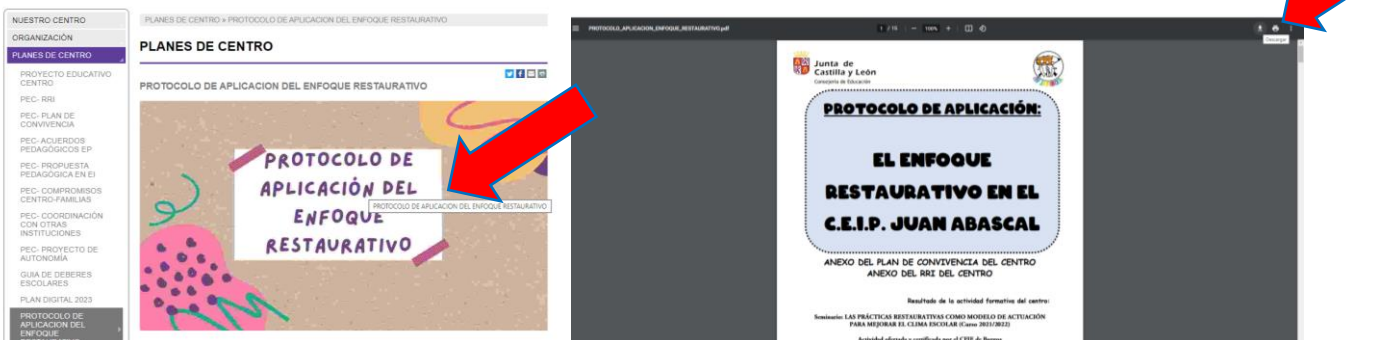 NUESTRO CENTRO
ORGANIZACIÓN
PLANES DE CENTRO
PROYECTO EDUCATIVO
CENTRO
PEC- RRI
PEC- PLAN DE
CONVIVENCIA
PEC- ACUERDOS
PEDAGÓGICOS EP
PEC- PROPUESTA
PEDAGÓGICA EN EI
PEC- COMPROMISOS
CENTRO-FAMILIAS
PEC- COORDINACIÓN
CON OTRAS
INSTITUCIONES
PEC- PROYECTO DE
AUTONOMÍA
GUIA DE DEBERES
ESCOLARES
PLAN DIGITAL 2023
PROTOCOLO DE
APLICACION DEL
ENFOQUE
PLANES DE CENTRO » PROTOCOLO DE APLICACION DEL ENFOQUE RESTAURATIVO
PLANES DE CENTRO
PROTOCOLO DE APLICACION DEL ENFOQUE RESTAURATIVO
PROTOCOLO DE
APLICACIÓN DEL
ENFOQUE
RESTAURATIVO
PROTOCOLO DE APLICACION DEL ENFOQUE RESTAURATIVO
PROTOCOLO_APLICACION_ENFOQUE_RESTAURATIVO.pdf
1 / 15
100%
Descargar
Junta de
Castilla y León
Consejería de Educación
PROTOCOLO DE APLICACIÓN:
EL ENFOQUE
RESTAURATIVO EN EL
C.E.I.P. JUAN ABASCAL
ANEXO DEL PLAN DE CONVIVENCIA DEL CENTRO
ANEXO DEL RRI DEL CENTRO
Resultado de la actividad formativa del centro:
Seminario: LAS PRÁCTICAS RESTAURATIVAS COMO MODELO DE ACTUACIÓN
PARA MEJORAR EL CLIMA ESCOLAR (Curso 2021/2022)